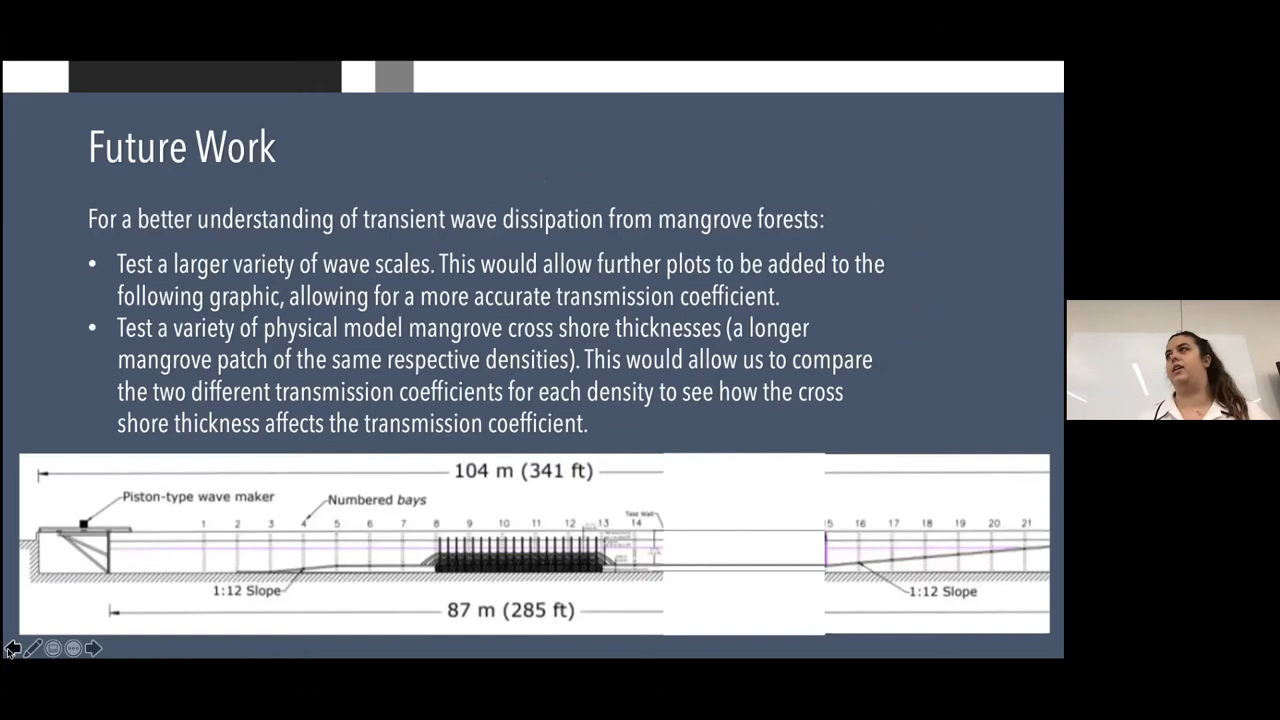 Future Work
For a better understanding of transient wave dissipation from mangrove forests:
• Test a larger variety of wave scales. This would allow further plots to be added to the
following graphic, allowing for a more accurate transmission coefficient.
• Test a variety of physical model mangrove cross shore thicknesses (a longer
mangrove patch of the same respective densities). This would allow us to compare
the two different transmission coefficients for each density to see how the cross
shore thickness affects the transmission coefficient.
104 m (341 ft)
Piston-type wave maker
Numbered bays
Test Wall
1 2 3 4 5 6 7 8 9 10 11 12 13 14 15 16 17 18 19 20 21
1:12 Slope
1:12 Slope
87 m (285 ft)